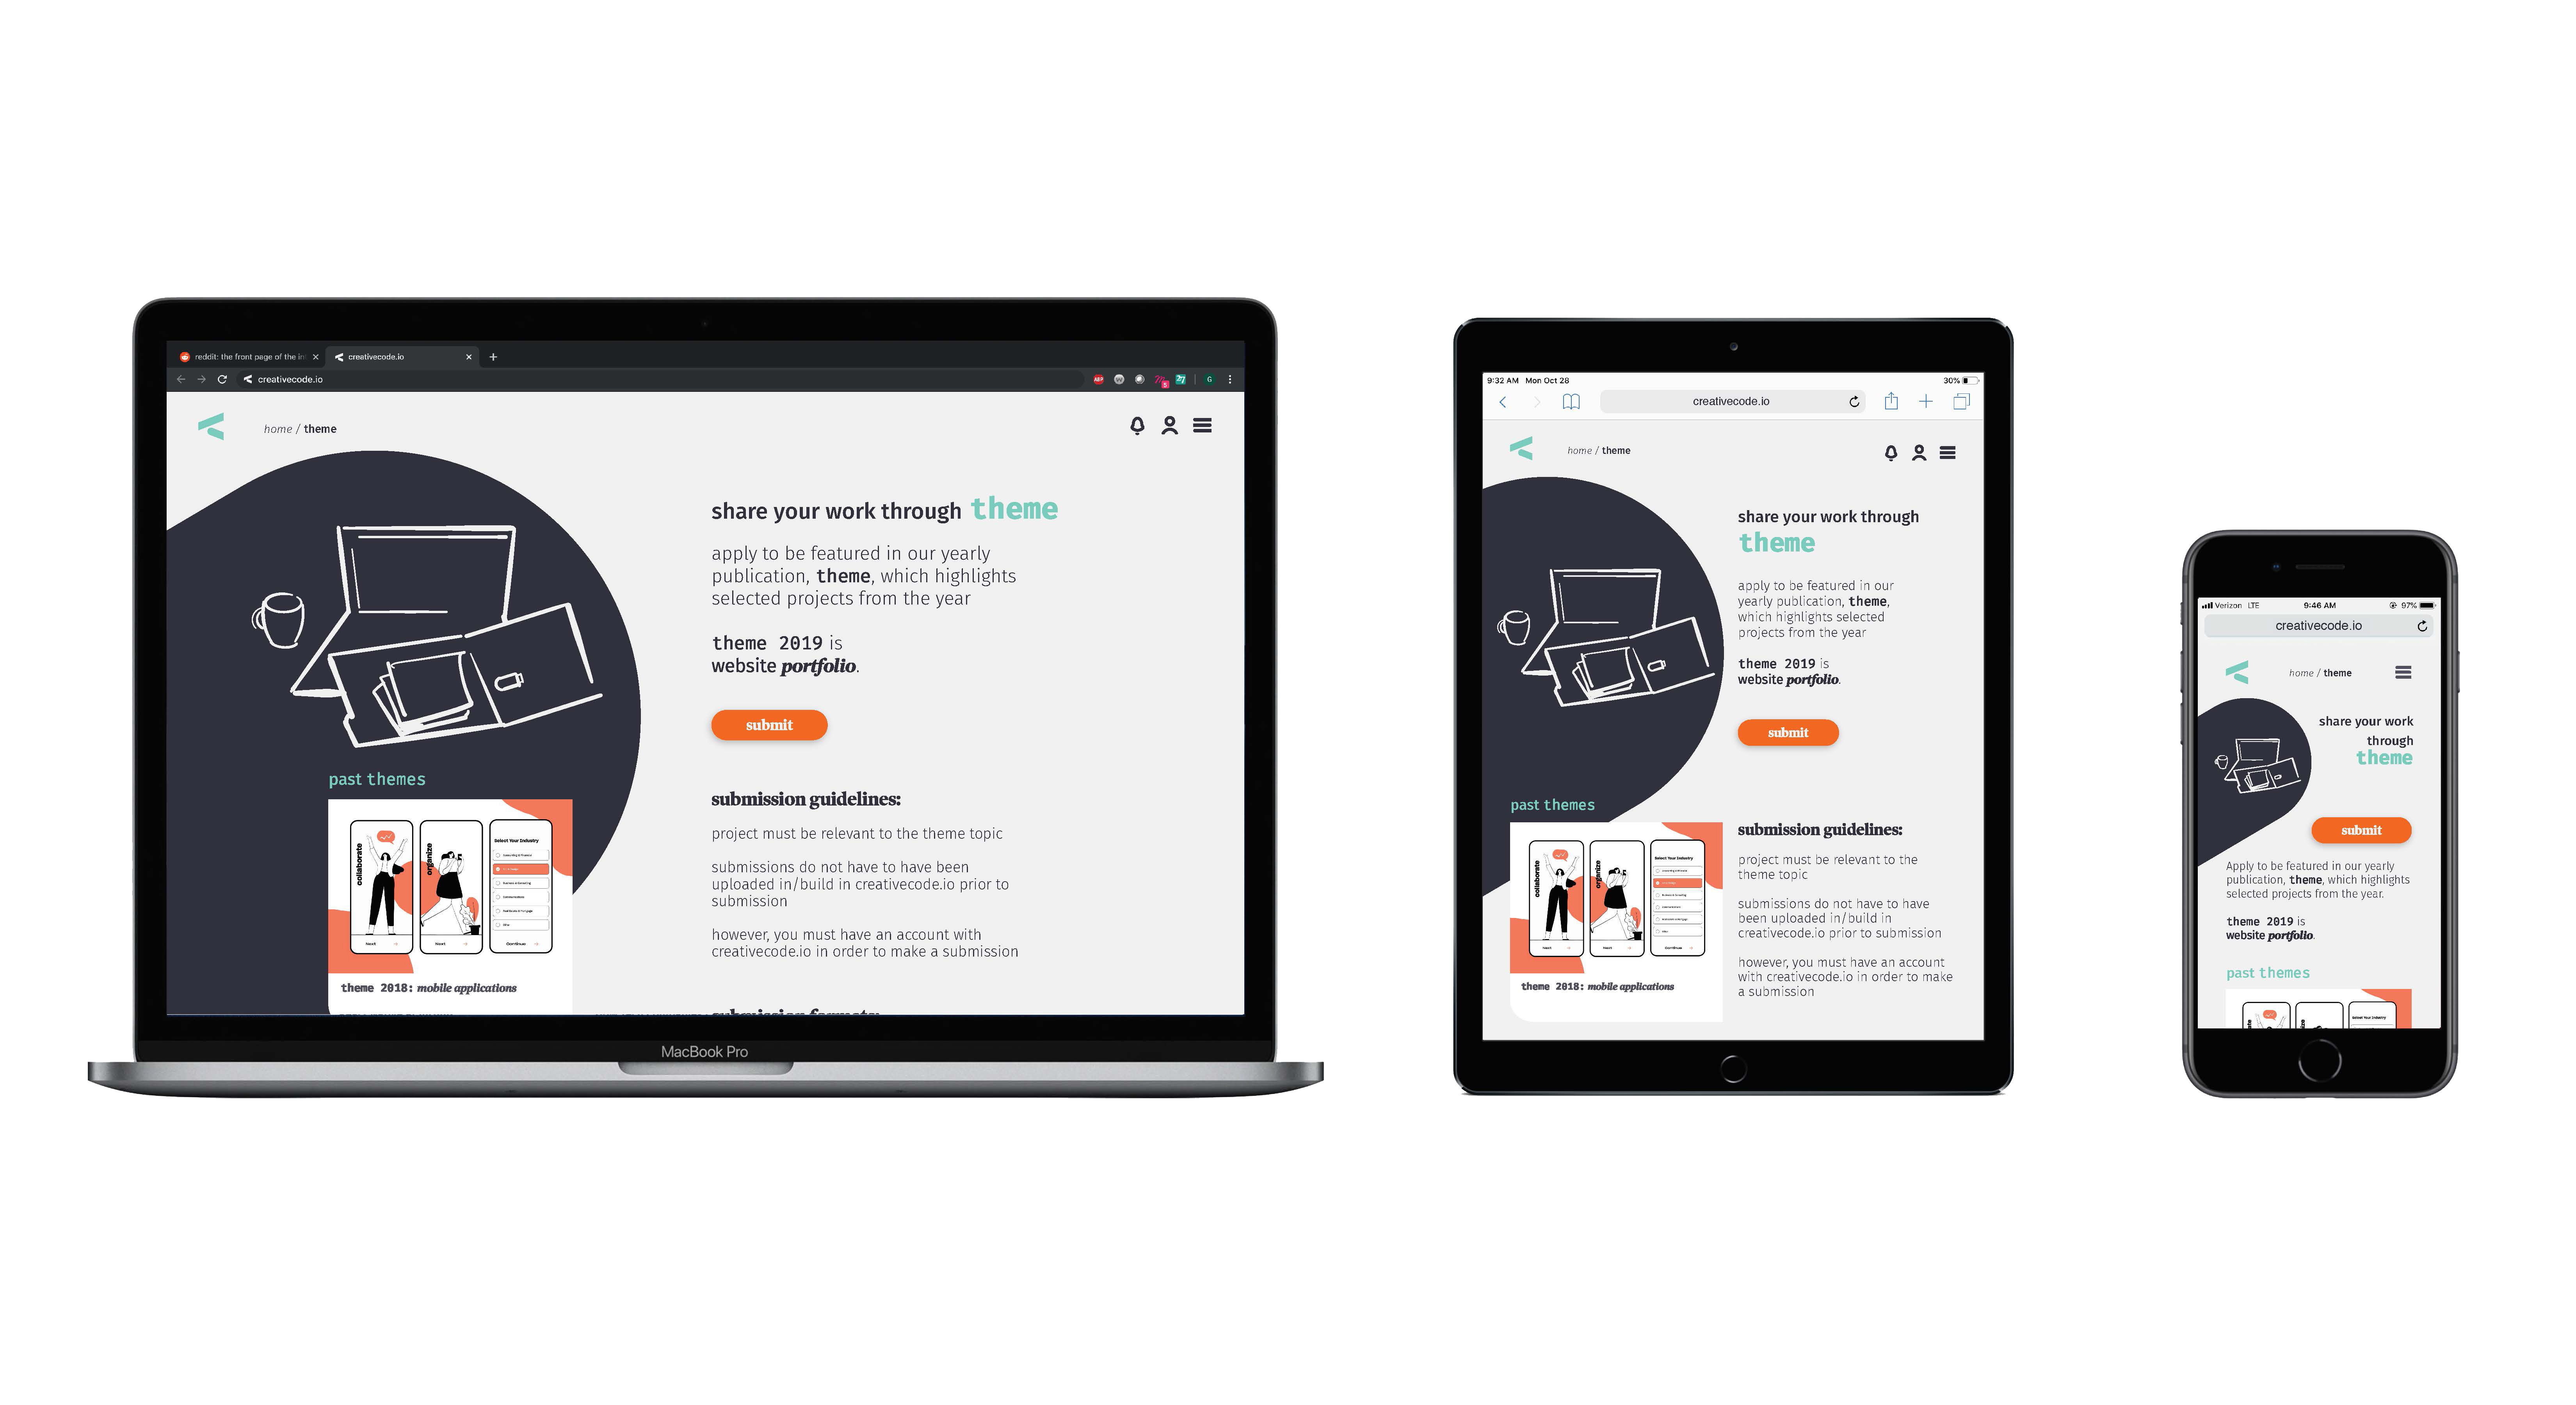 reddit: the front page of the in
creativecode.io
creativecode.io
ABP
5
G
home / theme
share your work through theme
apply to be featured in our yearly
publication, theme, which highlights
selected projects from the year
theme 2019 is
website portfolio.
submit
past themes
collaborate
organize
Select Your Industry
Next
Next
Continue
theme 2018: mobile applications
submission guidelines:
project must be relevant to the theme topic
submissions do not have to have been
uploaded in/build in creativecode.io prior to
submission
however, you must have an account with
creativecode.io in order to make a submission
MacBook Pro
9:32 AM Mon Oct 28
30%
creativecode.io
home / theme
share your work through
theme
apply to be featured in our
yearly publication, theme,
which highlights selected
projects from the year
theme 2019 is
website portfolio.
submit
past themes
collaborate
organize
Select Your Industry
Next
Next
Continue
theme 2018: mobile applications
submission guidelines:
project must be relevant to the
theme topic
submissions do not have to have
been uploaded in/build in
creativecode.io prior to submission
however, you must have an account
with creativecode.io in order to make
a submission
Verizon LTE
9:46 AM
97%
creativecode.io
home / theme
share your work
through
theme
submit
Apply to be featured in our yearly
publication, theme, which highlights
selected projects from the year.
theme 2019 is
website portfolio.
past themes
Select Your Industry